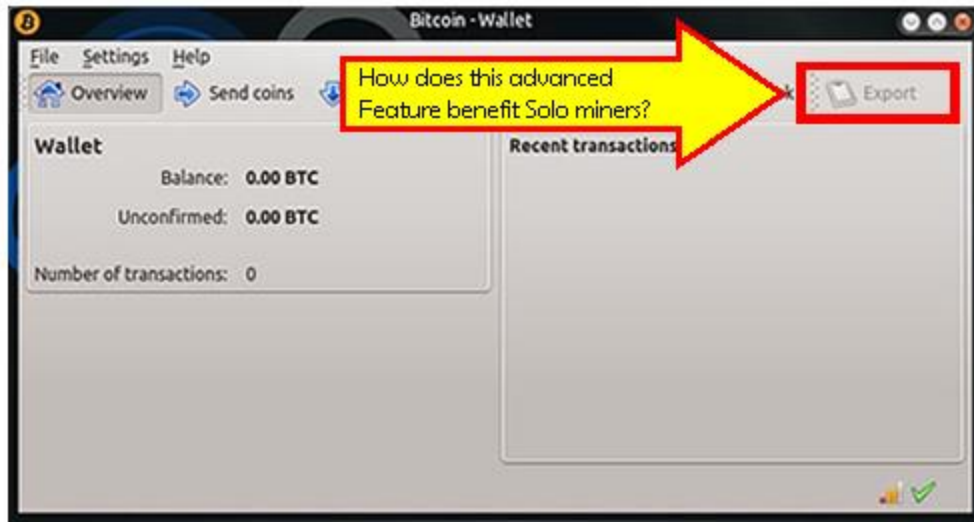 Bitcoin - Wallet
File Settings Help
Overview Send coins
How does this advanced
Feature benefit Solo miners?
Export
Wallet
Balance: 0.00 BTC
Unconfirmed: 0.00 BTC
Number of transactions: 0
Recent transactions